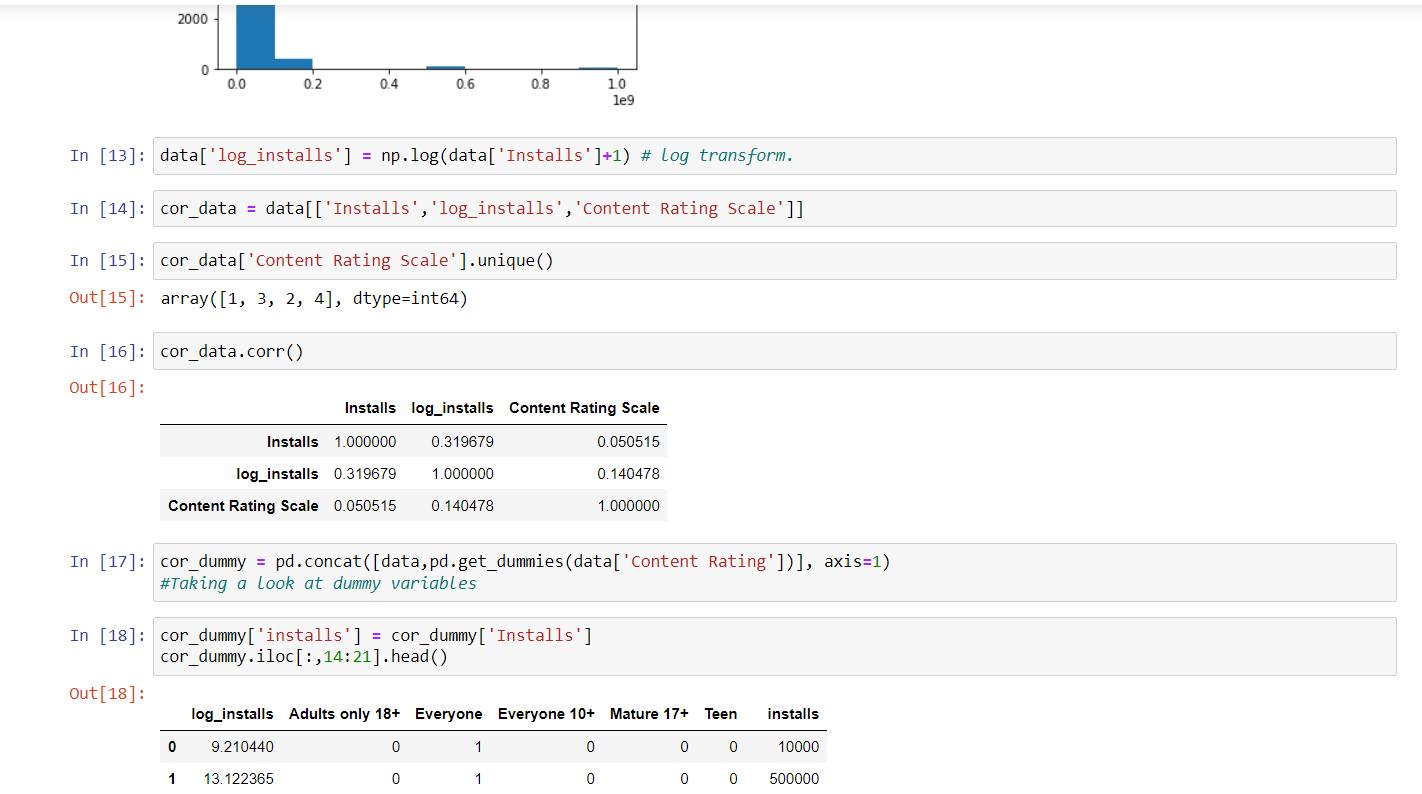 2000
0
0.0 0.2 0.4 0.6 0.8 1.0
1e9
In [13]: data['log_installs'] = np.log(data['Installs']+1) # log transform.
In [14]: cor_data = data[['Installs','log_installs','Content Rating Scale']]
In [15]: cor_data['Content Rating Scale'].unique()
Out[15]: array([1, 3, 2, 4], dtype=int64)
In [16]: cor_data.corr()
Out[16]:
Installs log_installs Content Rating Scale
Installs 1.000000 0.319679 0.050515
log_installs 0.319679 1.000000 0.140478
Content Rating Scale 0.050515 0.140478 1.000000
In [17]: cor_dummy = pd.concat([data,pd.get_dummies(data['Content Rating'])], axis=1)
#Taking a look at dummy variables
In [18]: cor_dummy['installs'] = cor_dummy['Installs']
cor_dummy.iloc[:,14:21].head()
Out[18]:
log_installs Adults only 18+ Everyone Everyone 10+ Mature 17+ Teen installs
0 9.210440 0 1 0 0 0 10000
1 13.122365 0 1 0 0 0 500000